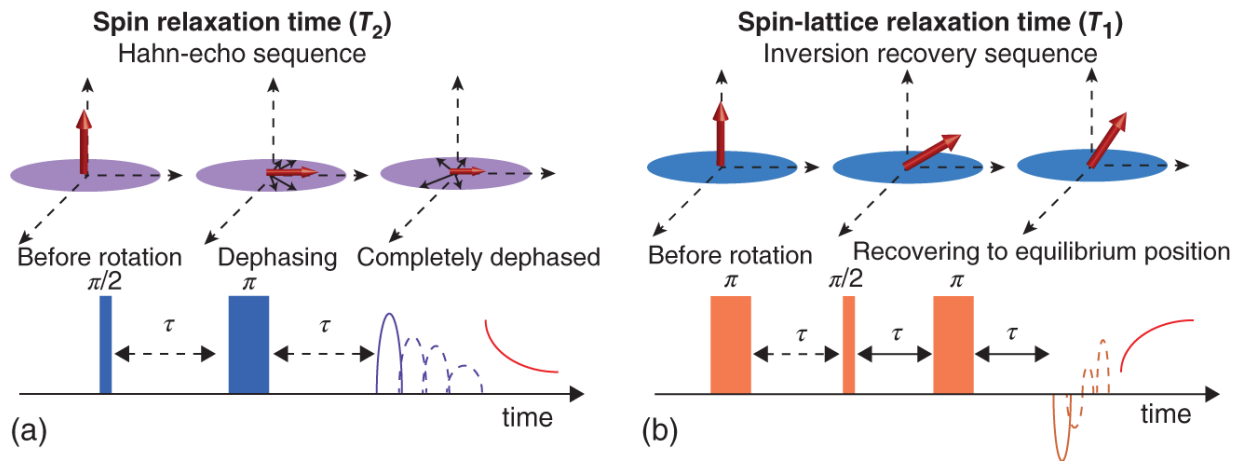 Spin relaxation time (T2)
Hahn-echo sequence
Before rotation
Dephasing
Completely dephased
π/2
π
τ
τ
time
(a)
Spin-lattice relaxation time (T1)
Inversion recovery sequence
Before rotation
Recovering to equilibrium position
π
π/2
π
τ
τ
τ
time
(b)